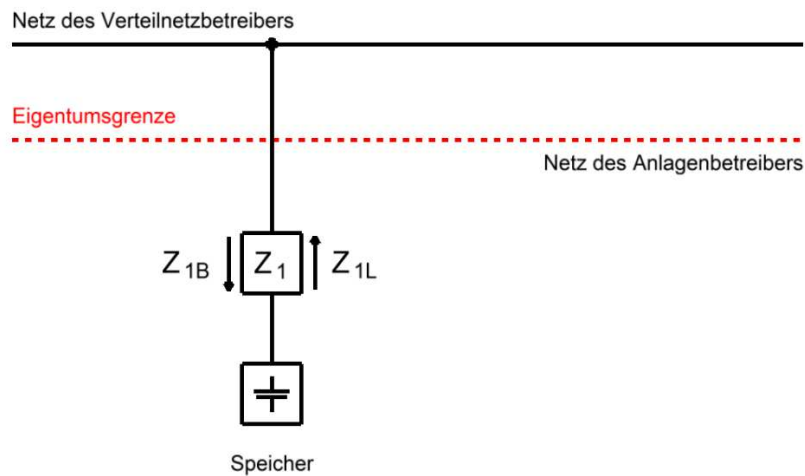 Netz des Verteilnetzbetreibers
Eigentumsgrenze
Netz des Anlagenbetreibers
Z1B Z1 Z1L
Speicher